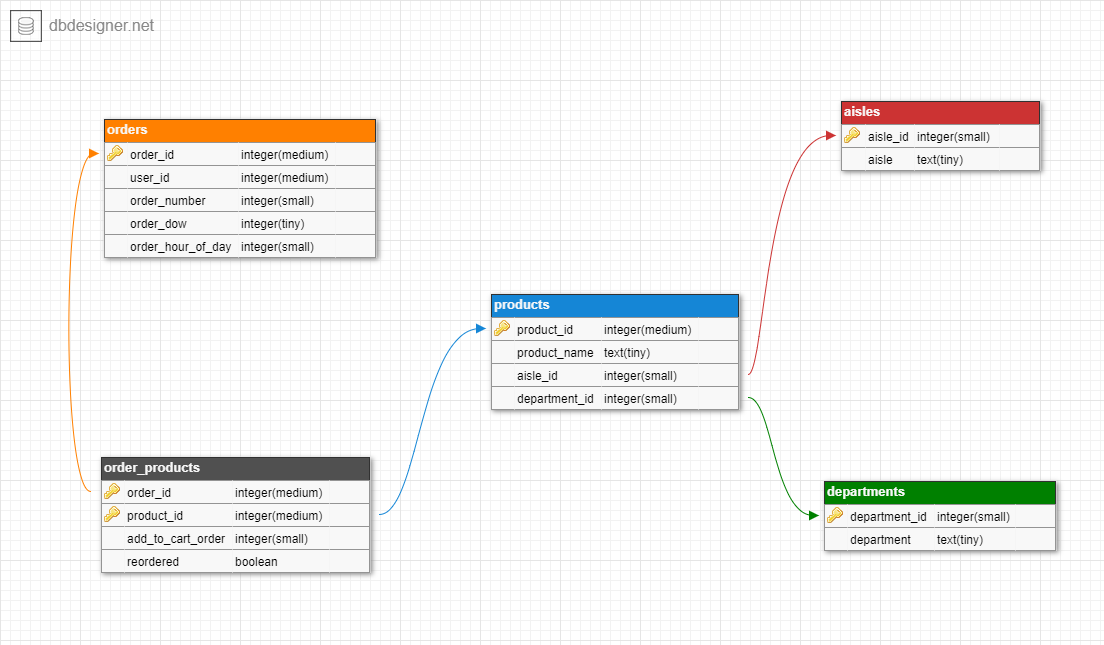 dbdesigner.net
orders
order_id integer(medium)
user_id integer(medium)
order_number integer(small)
order_dow integer(tiny)
order_hour_of_day integer(small)
aisles
aisle_id integer(small)
aisle text(tiny)
products
product_id integer(medium)
product_name text(tiny)
aisle_id integer(small)
department_id integer(small)
order_products
order_id integer(medium)
product_id integer(medium)
add_to_cart_order integer(small)
reordered boolean
departments
department_id integer(small)
department text(tiny)